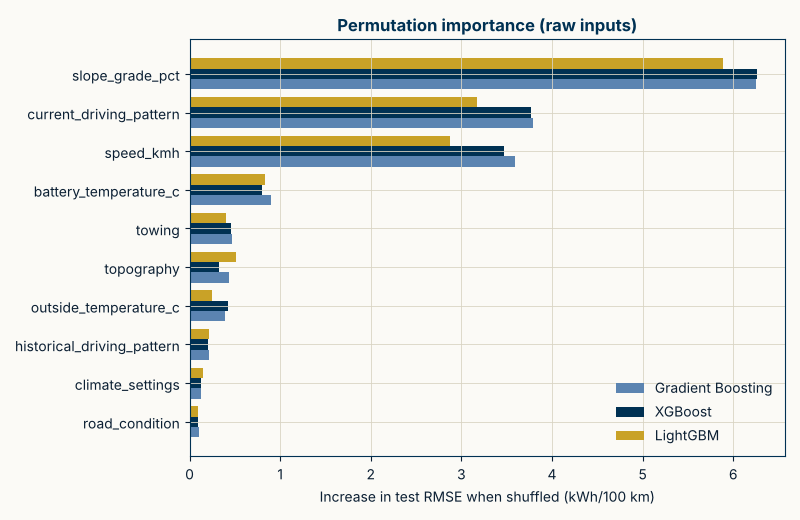 Permutation importance (raw inputs)
slope_grade_pct
current_driving_pattern
speed_kmh
battery_temperature_c
towing
topography
outside_temperature_c
historical_driving_pattern
climate_settings
road_condition
Gradient Boosting
XGBoost
LightGBM
0 1 2 3 4 5 6
Increase in test RMSE when shuffled (kWh/100 km)